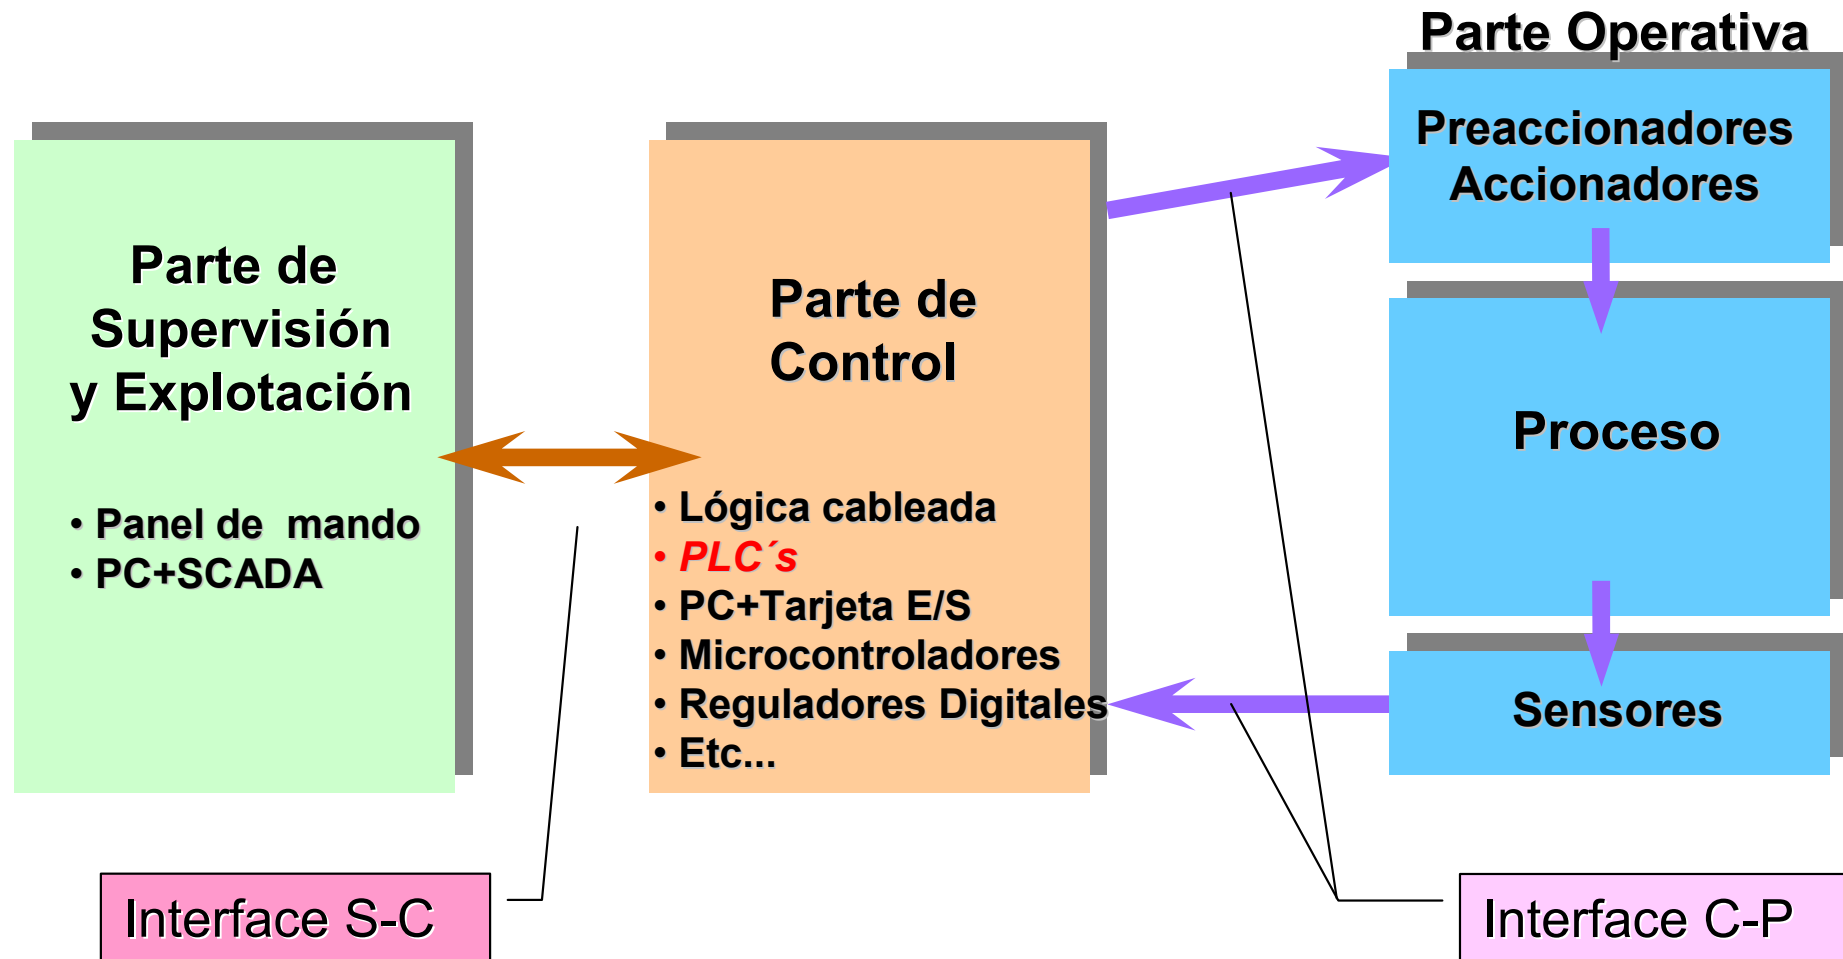 Parte Operativa
Parte de
Supervisión
y Explotación
• Panel de  mando
• PC+SCADA
Parte de
Control
• Lógica cableada
• PLC´s
• PC+Tarjeta E/S
• Microcontroladores
• Reguladores Digitales
• Etc...
Preaccionadores
Accionadores
Proceso
Sensores
Interface S-C
Interface C-P